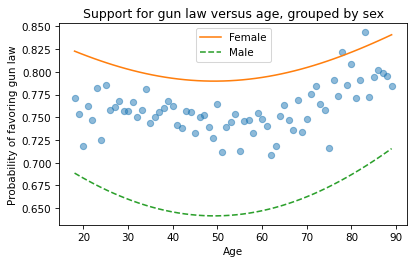 Support for gun law versus age, grouped by sex
Female
Male
Probability of favoring gun law
0.850
0.825
0.800
0.775
0.750
0.725
0.700
0.675
0.650
20 30 40 50 60 70 80 90
Age